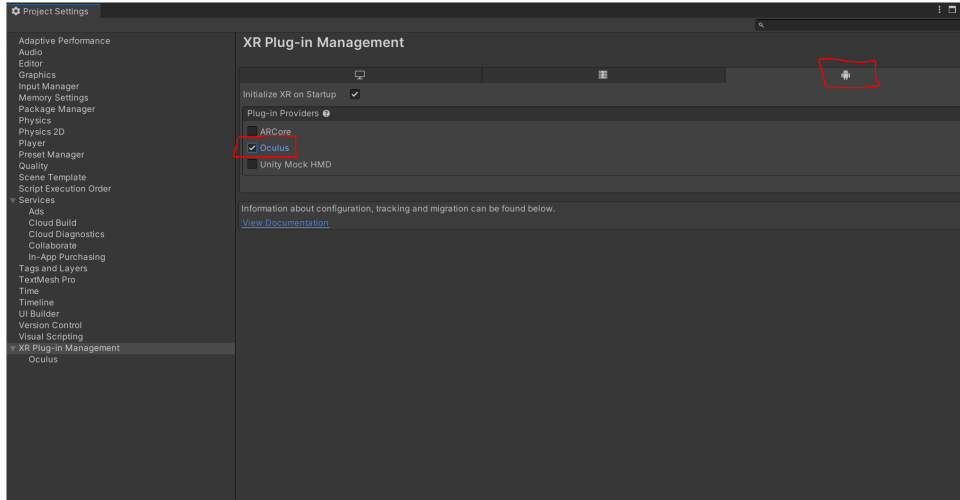 Project Settings
Adaptive Performance
Audio
Editor
Graphics
Input Manager
Memory Settings
Package Manager
Physics
Physics 2D
Player
Preset Manager
Quality
Scene Template
Script Execution Order
Services
Ads
Cloud Build
Cloud Diagnostics
Collaborate
In-App Purchasing
Tags and Layers
TextMesh Pro
Time
Timeline
UI Builder
Version Control
Visual Scripting
XR Plug-in Management
Oculus
XR Plug-in Management
Initialize XR on Startup
Plug-in Providers
ARCore
Oculus
Unity Mock HMD
Information about configuration, tracking and migration can be found below.
View Documentation